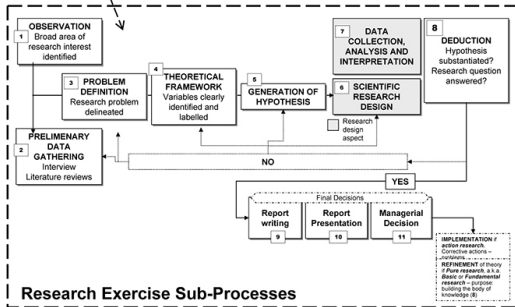 1
OBSERVATION
Broad area of
research interest
identified
2
PRELIMENARY
DATA
GATHERING
Interview
Literature reviews
3
PROBLEM
DEFINITION
Research problem
delineated
4
THEORETICAL
FRAMEWORK
Variables clearly
identified and
labelled
5
GENERATION OF
HYPOTHESIS
6
SCIENTIFIC
RESEARCH
DESIGN
7
DATA
COLLECTION,
ANALYSIS AND
INTERPRETATION
8
DEDUCTION
Hypothesis
substantiated?
Research question
answered?
Research
design
aspect
NO
YES
Final Decisions
Report
writing
9
Report
Presentation
10
Managerial
Decision
11
IMPLEMENTATION if
action research.
Corrective actions –
REFINEMENT of theory
if Pure research, a.k.a.
Basic or Fundamental
research – purpose:
building the body of
knowledge (8)
Research Exercise Sub-Processes